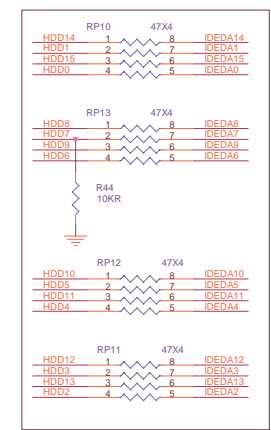 RP10 47X4
HDD14 1 8 IDEDA14
HDD1 2 7 IDEDA1
HDD15 3 6 IDEDA15
HDD0 4 5 IDEDA0
RP13 47X4
HDD8 1 8 IDEDA8
HDD7 2 7 IDEDA7
HDD9 3 6 IDEDA9
HDD6 4 5 IDEDA6
R44
10KR
RP12 47X4
HDD10 1 8 IDEDA10
HDD5 2 7 IDEDA5
HDD11 3 6 IDEDA11
HDD4 4 5 IDEDA4
RP11 47X4
HDD12 1 8 IDEDA12
HDD3 2 7 IDEDA3
HDD13 3 6 IDEDA13
HDD2 4 5 IDEDA2